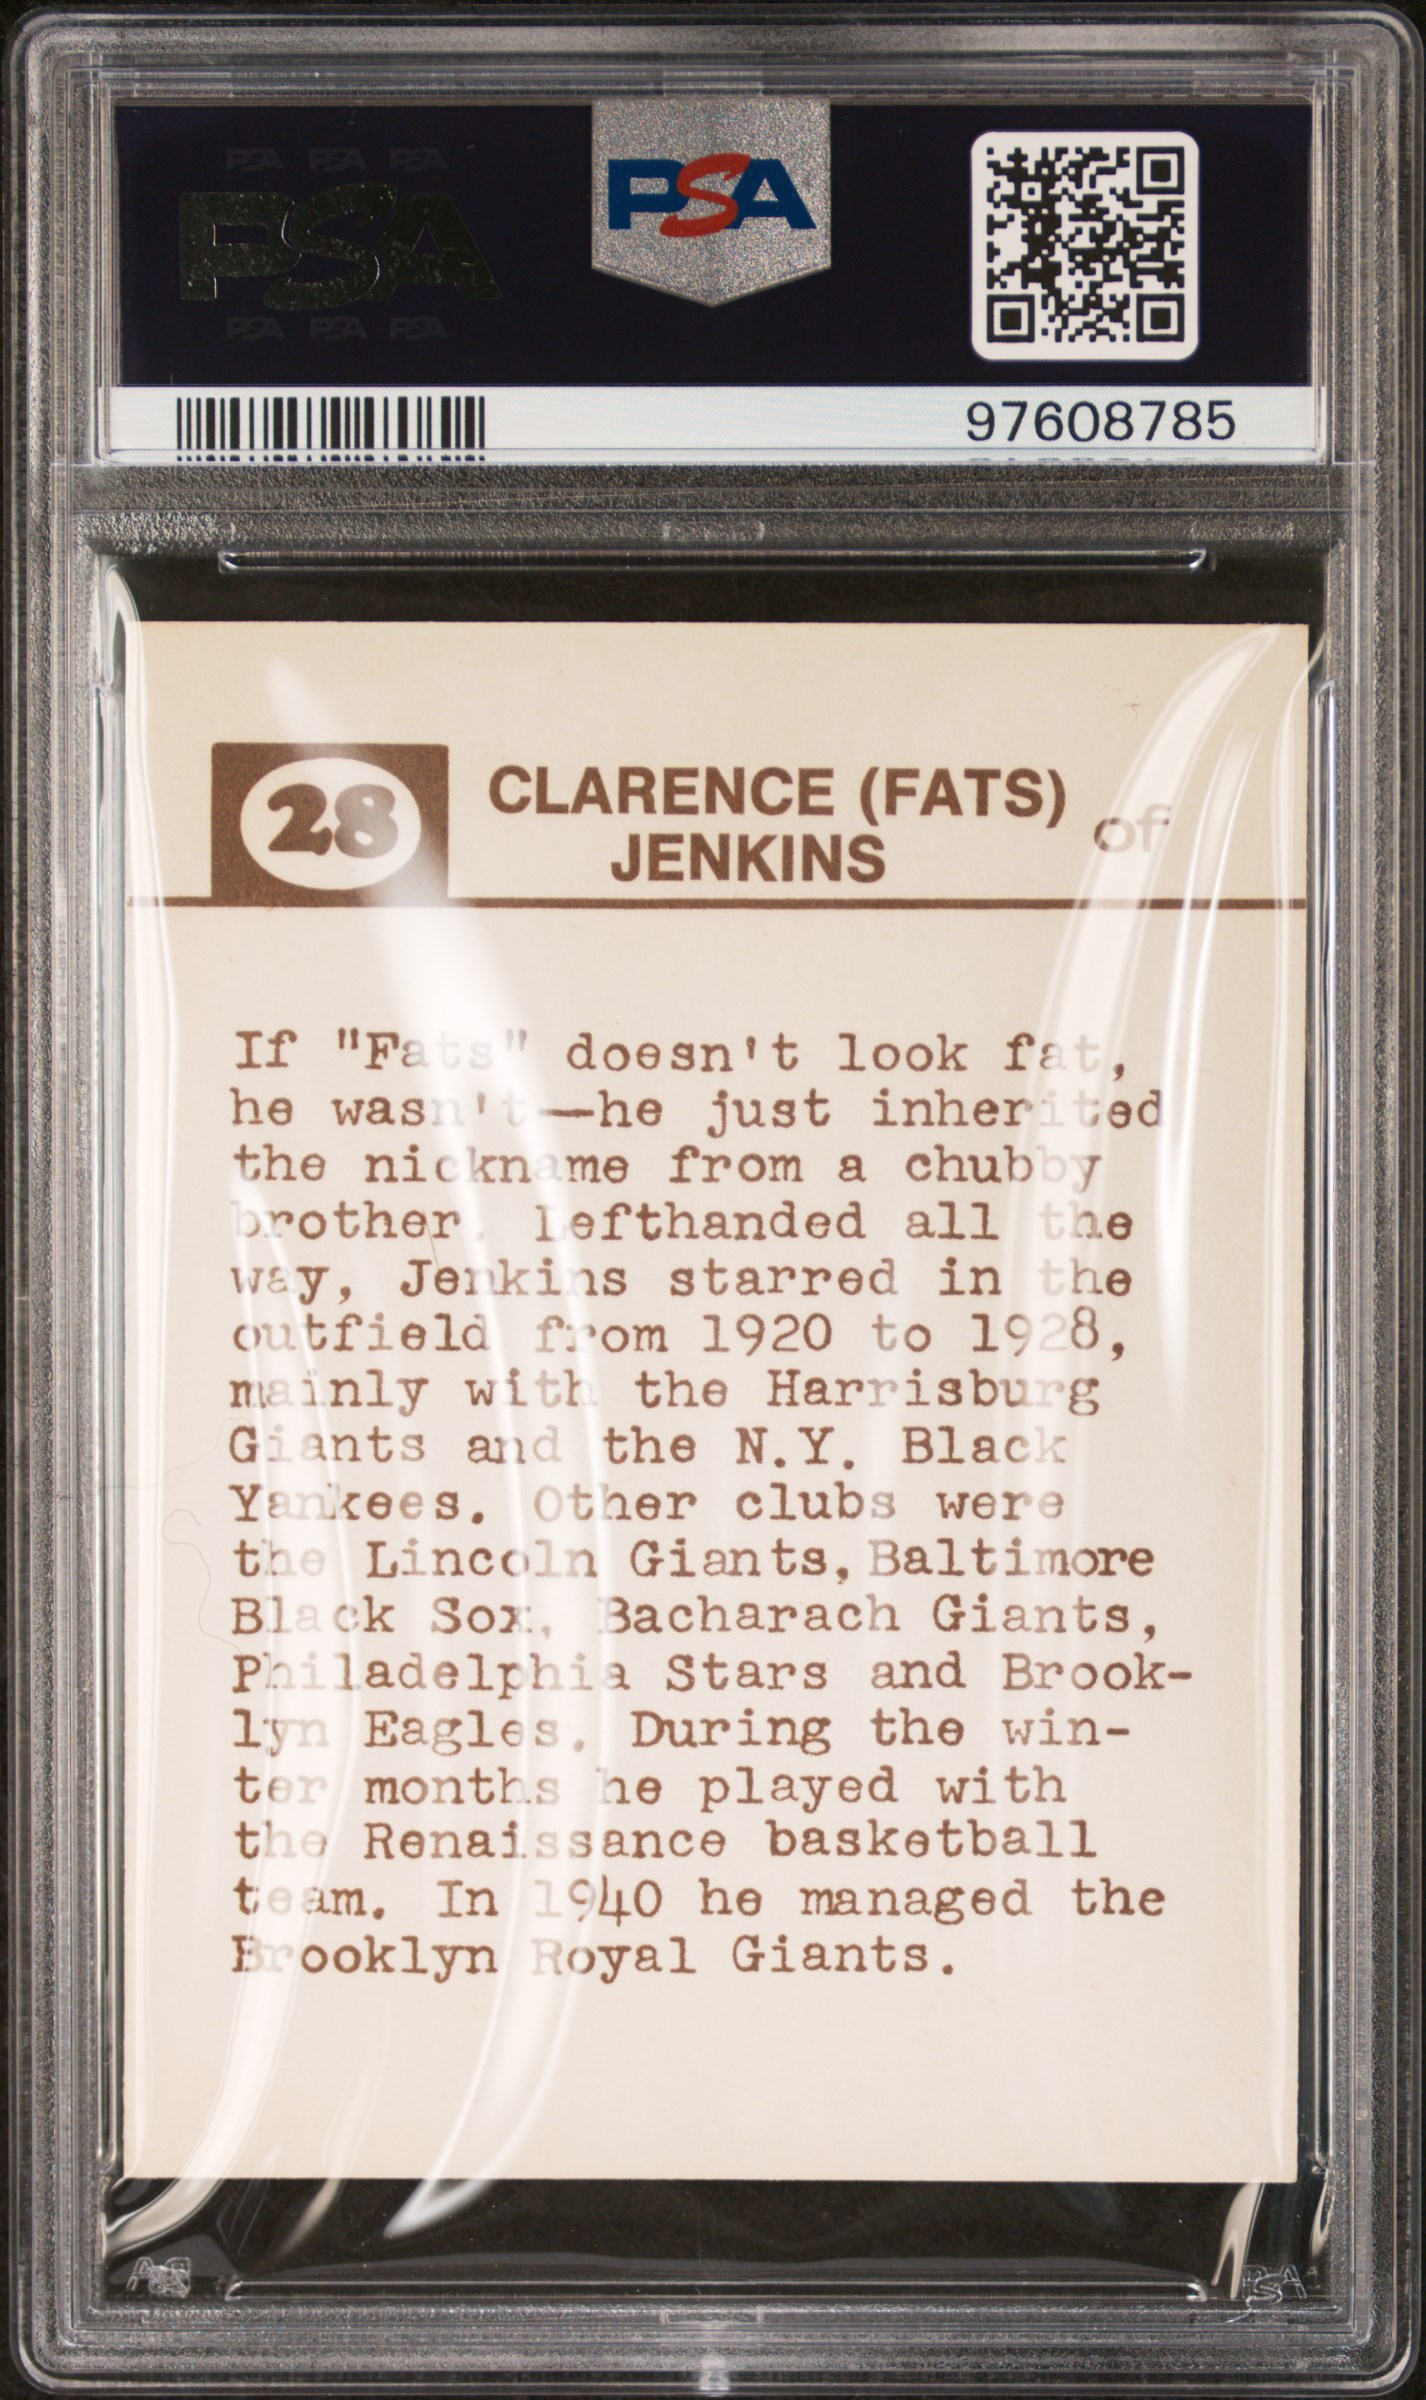 PSA PSA PSA
PSA
PSA PSA PSA
PSA
97608785
28
CLARENCE (FATS)
JENKINS
of
If "Fats" doesn't look fat,
he wasn't—he just inherited
the nickname from a chubby
brother. Lefthanded all the
way, Jenkins starred in the
outfield from 1920 to 1928,
mainly with the Harrisburg
Giants and the N.Y. Black
Yankees. Other clubs were
the Lincoln Giants, Baltimore
Black Sox, Bacharach Giants,
Philadelphia Stars and Brook-
lyn Eagles. During the win-
ter months he played with
the Renaissance basketball
team. In 1940 he managed the
Brooklyn Royal Giants.
PSA